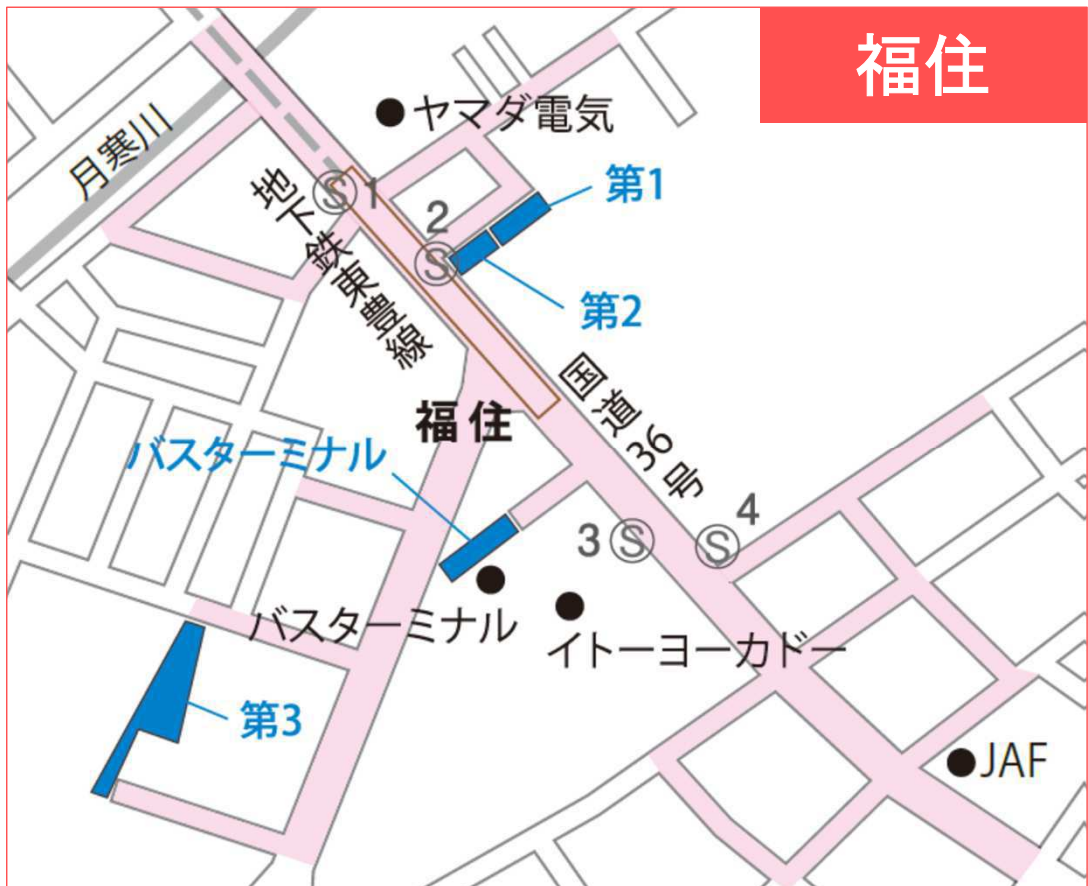 福住
ヤマダ電気
月寒川
第1
Ⓢ1
2
Ⓢ
地下鉄東豊線
第2
国道36号
福住
バスターミナル
4
3Ⓢ
Ⓢ
バスターミナル
イトーヨーカドー
第3
JAF